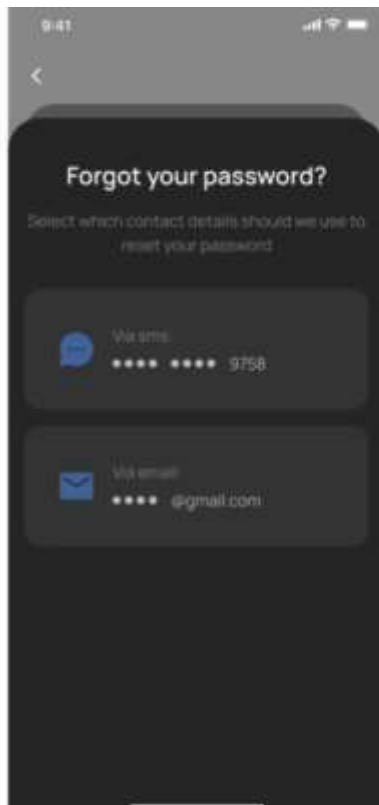 9:41
Forgot your password?
Select which contact details should we use to
reset your password
Via sms:
•••• •••• 9758
Via email:
•••• @gmail.com